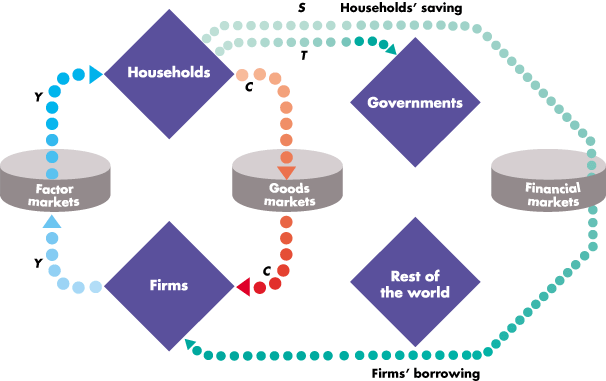 S Households' saving
T
Households
Y
C
Governments
Factor
markets
Goods
markets
Financial
markets
Y
C
Firms
Rest of
the world
Firms' borrowing